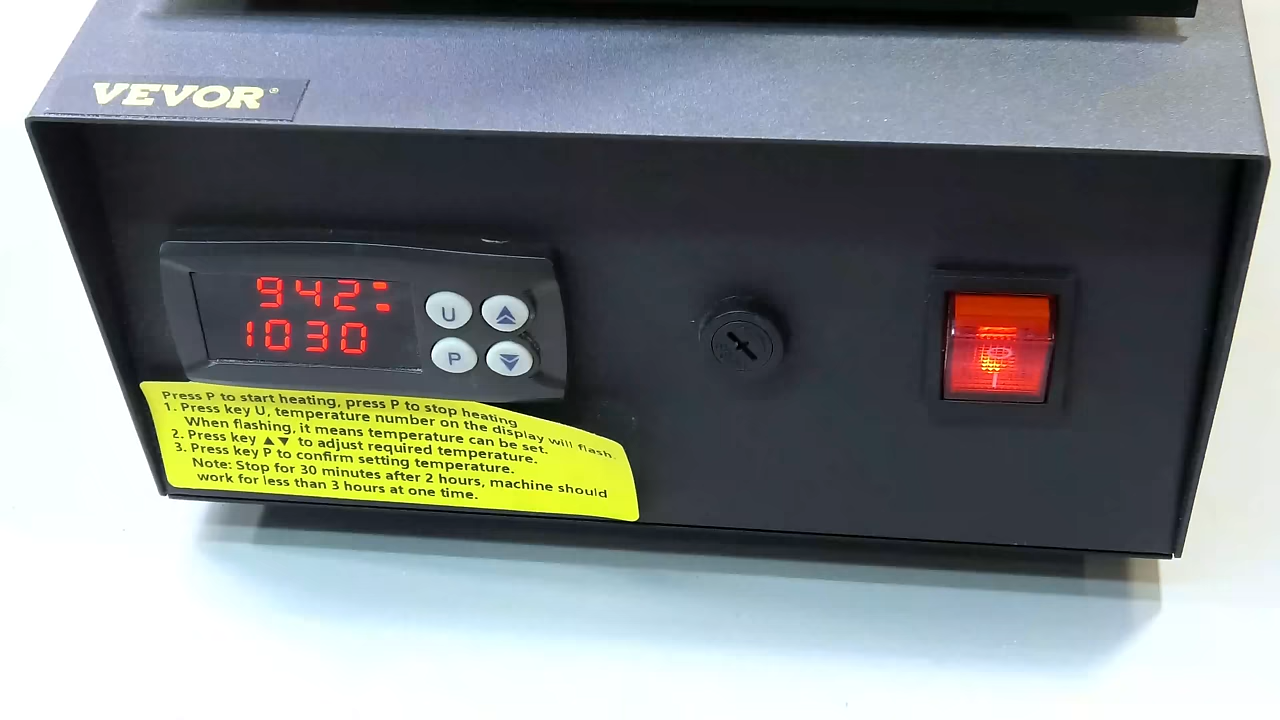 VEVOR®
942
1030
U
P
Press P to start heating, press P to stop heating
1. Press key U, temperature number on the display will flash.
When flashing, it means temperature can be set.
2. Press key ▲▼ to adjust required temperature.
3. Press key P to confirm setting temperature.
Note: Stop for 30 minutes after 2 hours, machine should
work for less than 3 hours at one time.